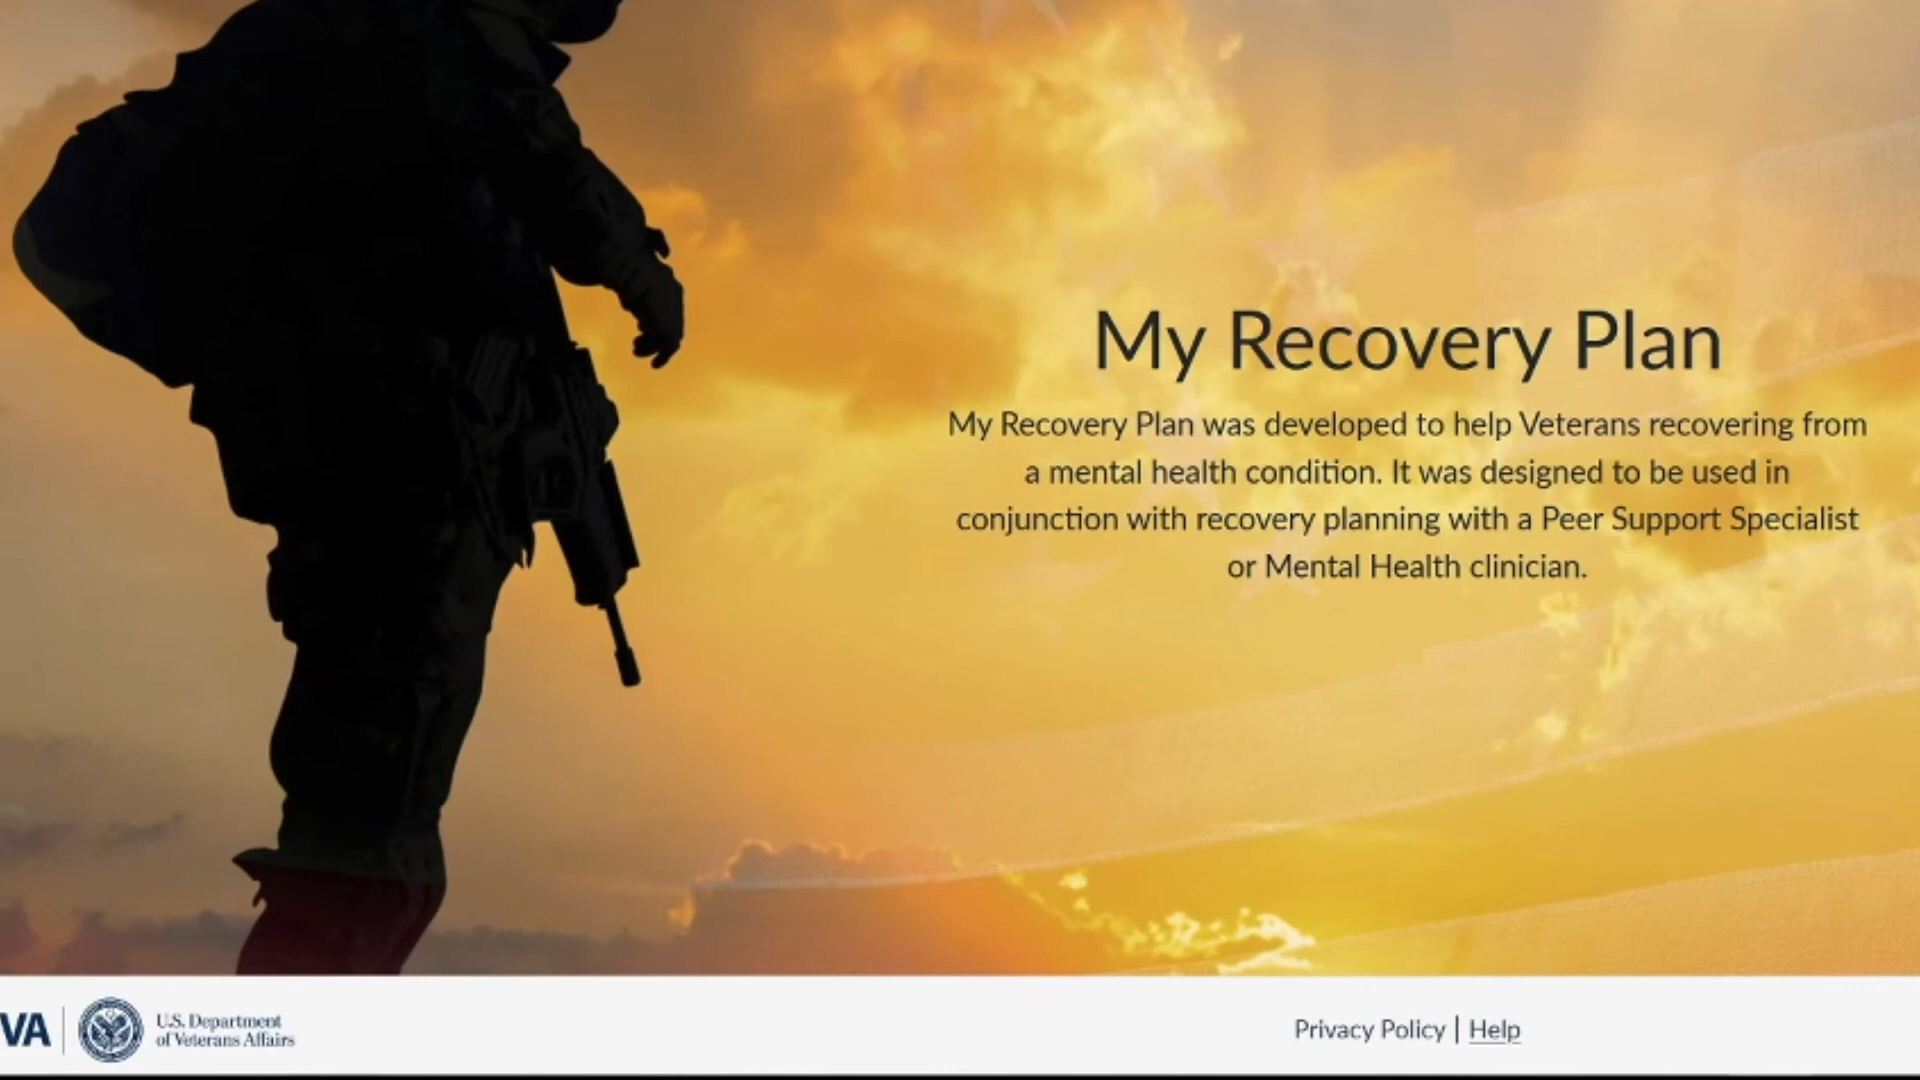 My Recovery Plan
My Recovery Plan was developed to help Veterans recovering from
a mental health condition. It was designed to be used in
conjunction with recovery planning with a Peer Support Specialist
or Mental Health clinician.
VA
U.S. Department
of Veterans Affairs
Privacy Policy | Help